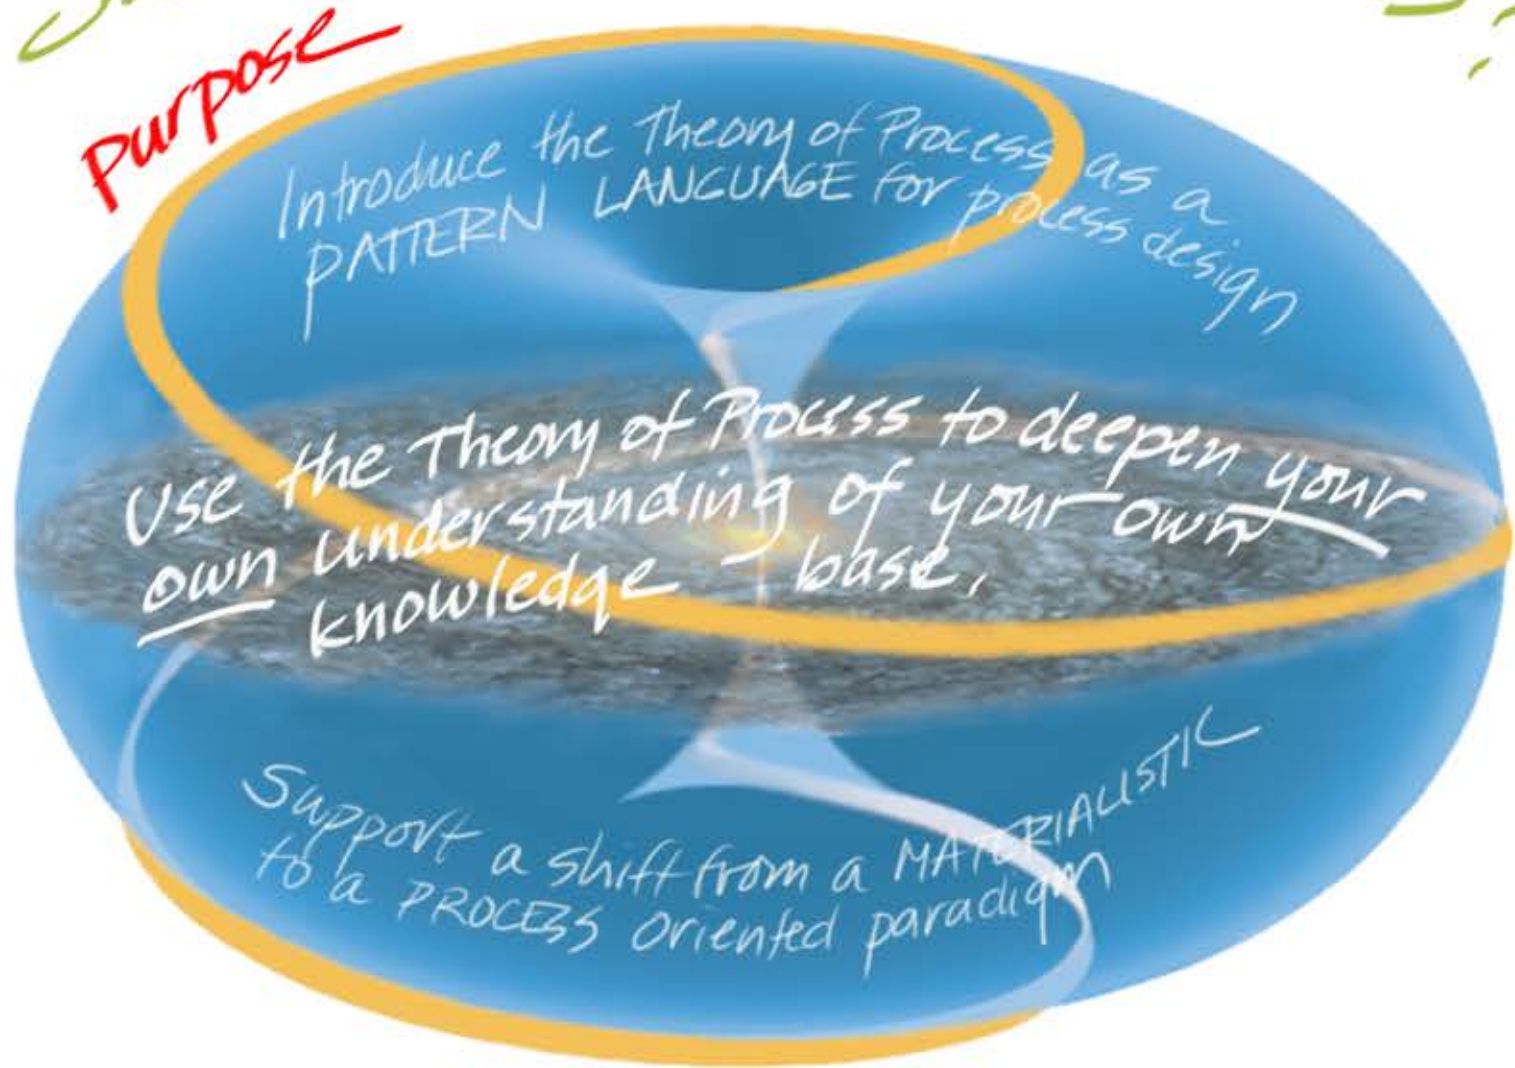 purpose
Introduce the Theory of Process as a
PATTERN LANGUAGE for process design
Use the Theory of Process to deepen your
own understanding of your own
knowledge - base.
Support a shift from a MATERIALISTIC
to a PROCESS oriented paradigm